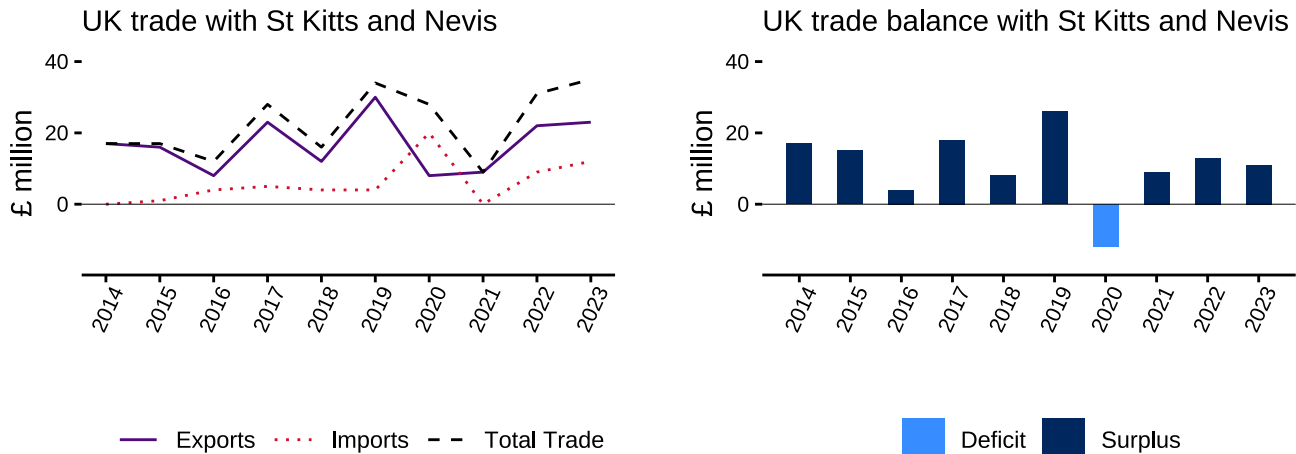 UK trade with St Kitts and Nevis
£ million
40
20
0
2014 2015 2016 2017 2018 2019 2020 2021 2022 2023
Exports Imports Total Trade
UK trade balance with St Kitts and Nevis
£ million
40
20
0
2014 2015 2016 2017 2018 2019 2020 2021 2022 2023
Deficit Surplus